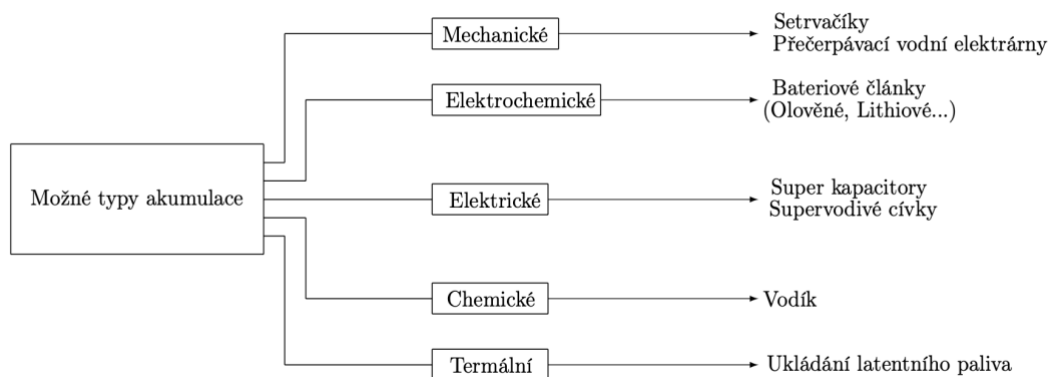 Možné typy akumulace
Mechanické
Setrvačíky
Přečerpávací vodní elektrárny
Elektrochemické
Bateriové články
(Olověné, Lithiové...)
Elektrické
Super kapacitory
Supervodivé cívky
Chemické
Vodík
Termální
Ukládání latentního paliva